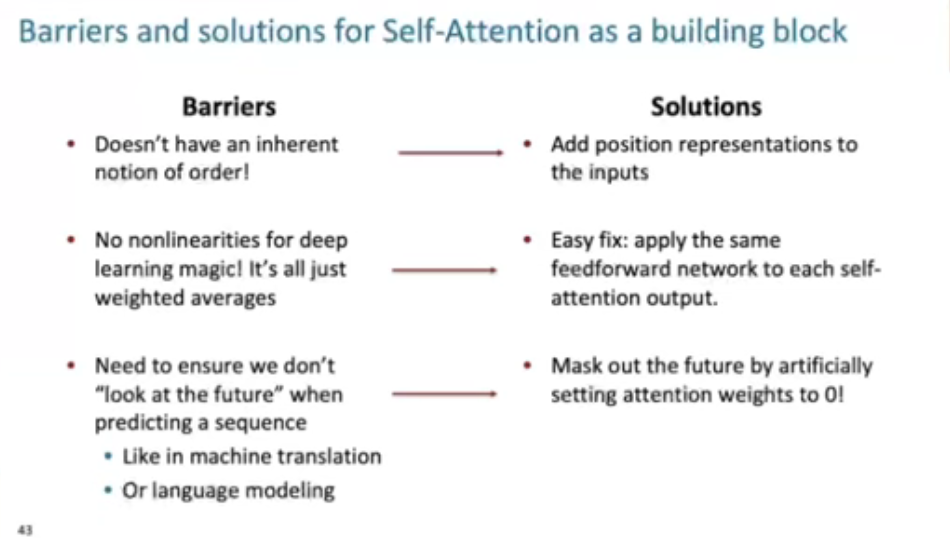 Barriers and solutions for Self-Attention as a building block
Barriers
• Doesn't have an inherent
notion of order!
• No nonlinearities for deep
learning magic! It's all just
weighted averages
• Need to ensure we don't
"look at the future" when
predicting a sequence
• Like in machine translation
• Or language modeling
Solutions
• Add position representations to
the inputs
• Easy fix: apply the same
feedforward network to each self-
attention output.
• Mask out the future by artificially
setting attention weights to 0!
43